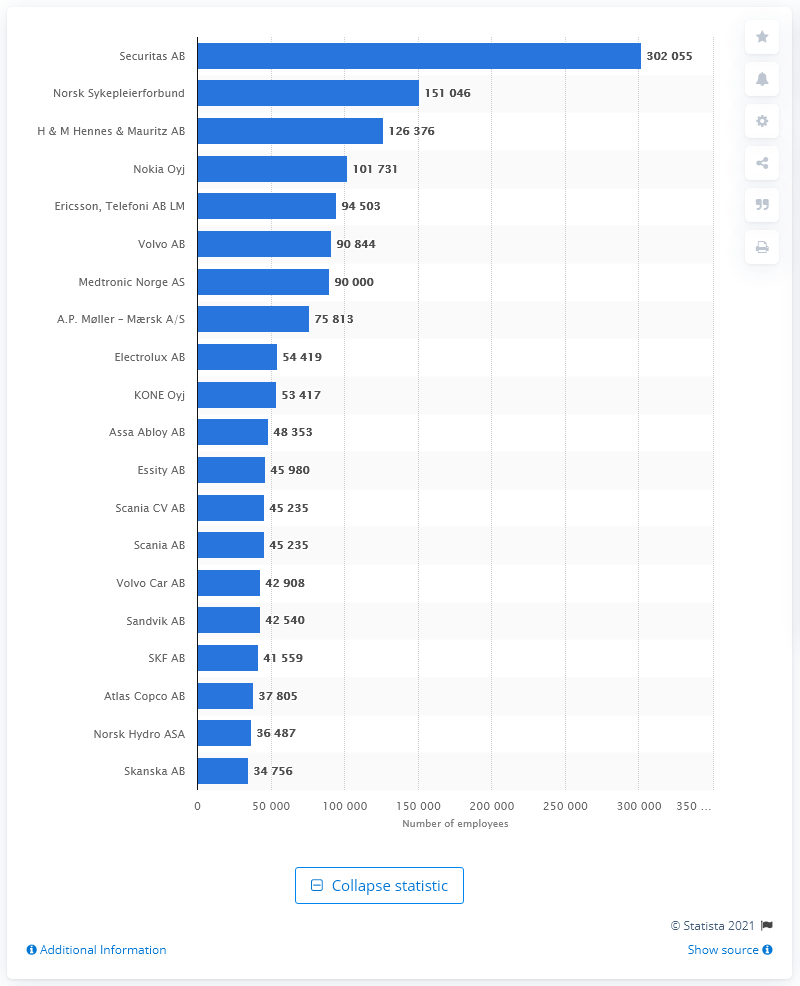 Securitas AB 302 055
Norsk Sykepleierforbund 151 046
H & M Hennes & Mauritz AB 126 376
Nokia Oyj 101 731
Ericsson, Telefoni AB LM 94 503
Volvo AB 90 844
Medtronic Norge AS 90 000
A.P. Møller – Mærsk A/S 75 813
Electrolux AB 54 419
KONE Oyj 53 417
Assa Abloy AB 48 353
Essity AB 45 980
Scania CV AB 45 235
Scania AB 45 235
Volvo Car AB 42 908
Sandvik AB 42 540
SKF AB 41 559
Atlas Copco AB 37 805
Norsk Hydro ASA 36 487
Skanska AB 34 756
0 50 000 100 000 150 000 200 000 250 000 300 000 350 ...
Number of employees
Collapse statistic
© Statista 2021
Additional Information Show source